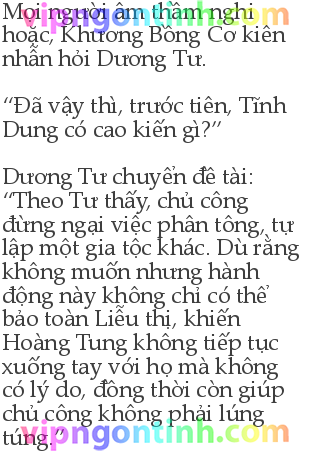 Mọi người âm thầm nghi
vipngontinh.com
hoặc, Khương Bồng Cơ kiên
nhẫn hỏi Dương Tư.
“Đã vậy thì, trước tiên, Tĩnh
Dung có cao kiến gì?”
Dương Tư chuyển đề tài:
“Theo Tư thấy, chủ công
đừng ngại việc phân tông, tự
lập một gia tộc khác. Dù rằng
không muốn nhưng hành
động này không chỉ có thể
bảo toàn Liễu thị, khiến
Hoàng Tung không tiếp tục
xuống tay với họ mà không
có lý do, đồng thời còn giúp
chủ công không phải lúng
túng.”
vipngontinh.com